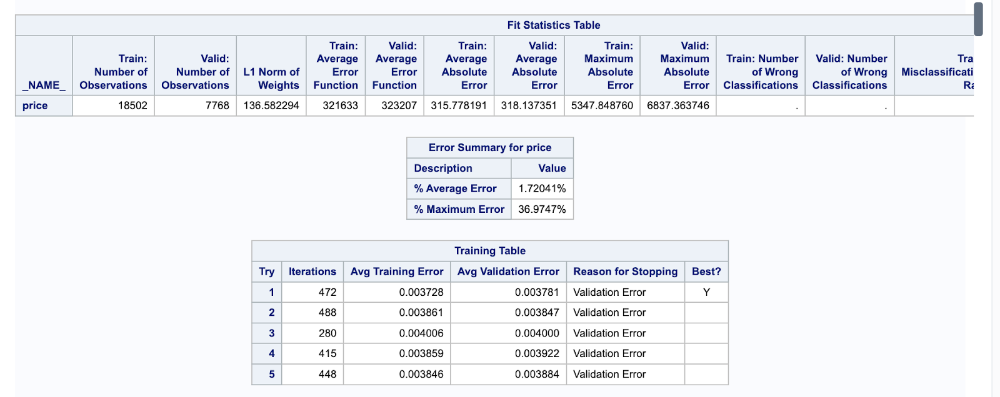 Fit Statistics Table
_NAME_ Train: Number of Observations Valid: Number of Observations L1 Norm of Weights Train: Average Error Function Valid: Average Error Function Train: Average Absolute Error Valid: Average Absolute Error Train: Maximum Absolute Error Valid: Maximum Absolute Error Train: Number of Wrong Classifications Valid: Number of Wrong Classifications Tra Misclassificati Ra
price 18502 7768 136.582294 321633 323207 315.778191 318.137351 5347.848760 6837.363746 . .
Error Summary for price
Description Value
% Average Error 1.72041%
% Maximum Error 36.9747%
Training Table
Try Iterations Avg Training Error Avg Validation Error Reason for Stopping Best?
1 472 0.003728 0.003781 Validation Error Y
2 488 0.003861 0.003847 Validation Error
3 280 0.004006 0.004000 Validation Error
4 415 0.003859 0.003922 Validation Error
5 448 0.003846 0.003884 Validation Error